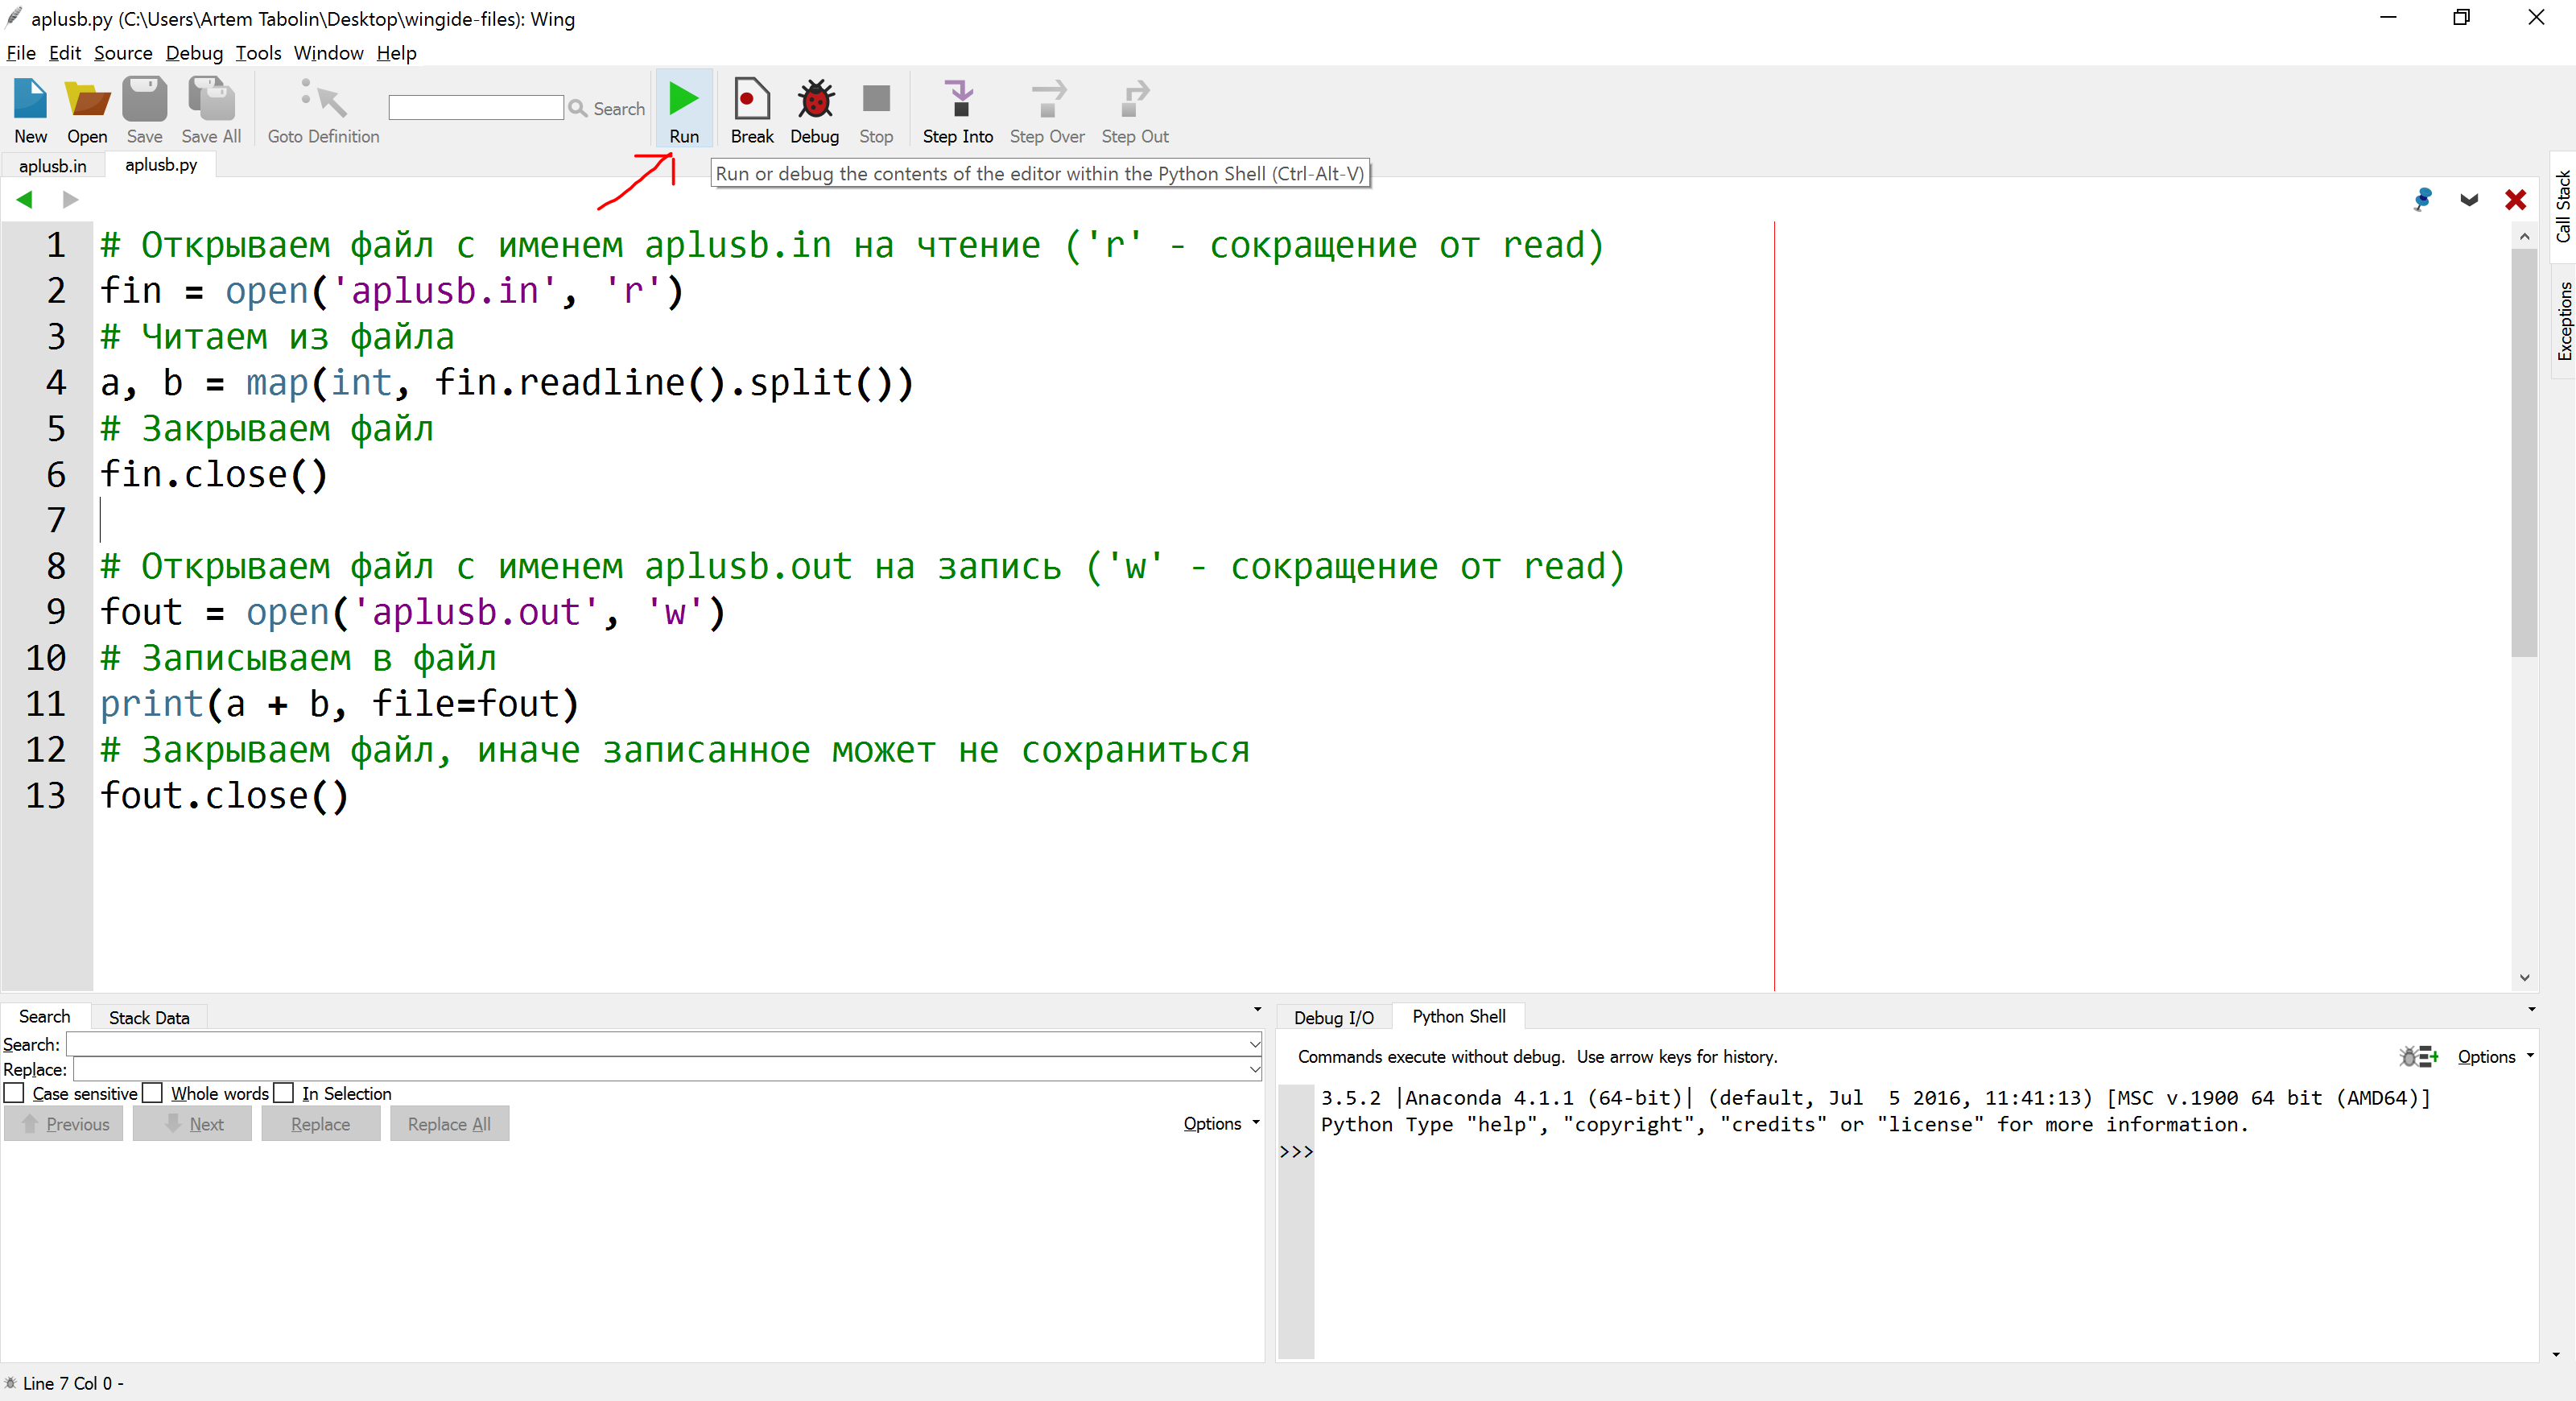 aplusb.py (C:\Users\Artem Tabolin\Desktop\wingide-files): Wing
File Edit Source Debug Tools Window Help
New Open Save Save All Goto Definition Search Run Break Debug Stop Step Into Step Over Step Out
aplusb.in aplusb.py
Run or debug the contents of the editor within the Python Shell (Ctrl-Alt-V)
Call Stack
Exceptions
1 # Открываем файл с именем aplusb.in на чтение ('r' - сокращение от read)
2 fin = open('aplusb.in', 'r')
3 # Читаем из файла
4 a, b = map(int, fin.readline().split())
5 # Закрываем файл
6 fin.close()
7
8 # Открываем файл с именем aplusb.out на запись ('w' - сокращение от read)
9 fout = open('aplusb.out', 'w')
10 # Записываем в файл
11 print(a + b, file=fout)
12 # Закрываем файл, иначе записанное может не сохраниться
13 fout.close()
Search Stack Data
Search:
Replace:
Case sensitive Whole words In Selection
Previous Next Replace Replace All Options
Debug I/O Python Shell
Commands execute without debug. Use arrow keys for history. Options
3.5.2 |Anaconda 4.1.1 (64-bit)| (default, Jul  5 2016, 11:41:13) [MSC v.1900 64 bit (AMD64)]
Python Type "help", "copyright", "credits" or "license" for more information.
>>>
Line 7 Col 0 -